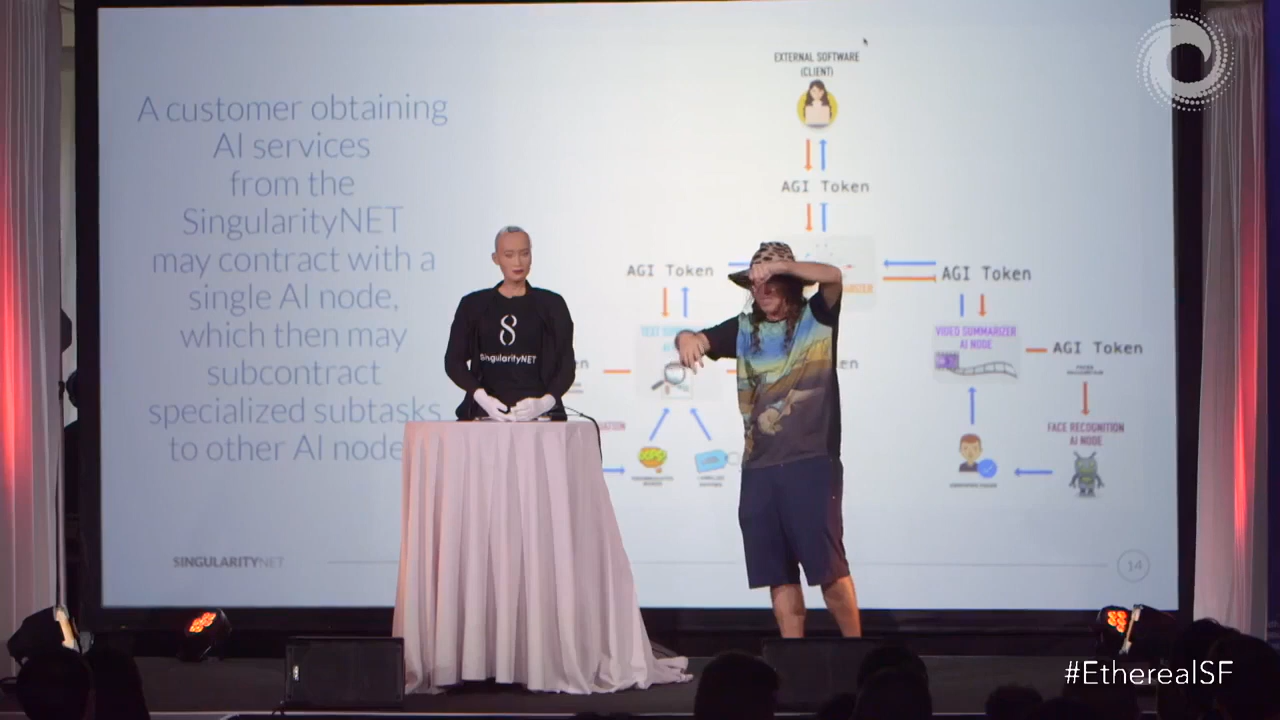 A customer obtaining
AI services
from the
SingularityNET
may contract with a
single AI node,
which then may
subcontract
specialized subtasks
to other AI node
EXTERNAL SOFTWARE
(CLIENT)
AGI Token
AGI Token
AGI Token
VIDEO SUMMARIZER
AI NODE
AGI Token
FACE RECOGNITION
AI NODE
8
SingularityNET
SINGULARITYNET
14
#EtherealSF